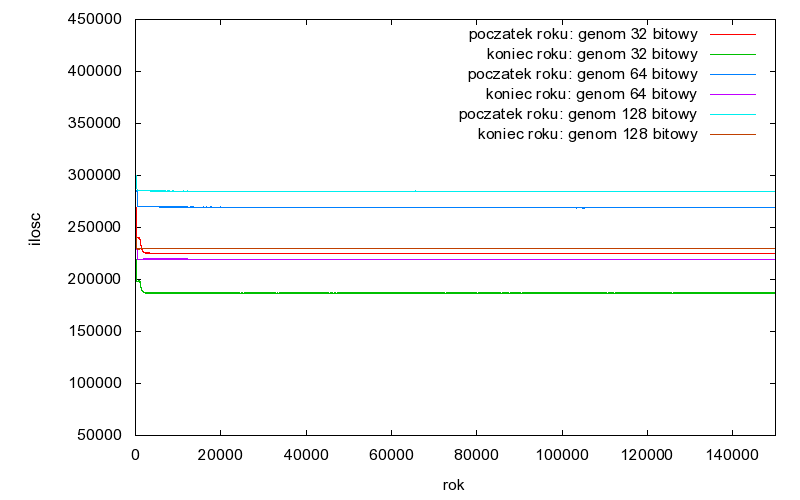 450000
400000
350000
300000
250000
200000
150000
100000
50000
ilosc
początek roku: genom 32 bitowy
koniec roku: genom 32 bitowy
poczatek roku: genom 64 bitowy
koniec roku: genom 64 bitowy
poczatek roku: genom 128 bitowy
koniec roku: genom 128 bitowy
0 20000 40000 60000 80000 100000 120000 140000
rok